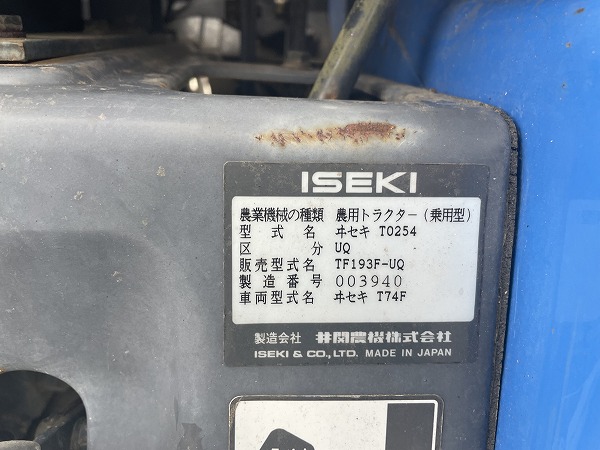 ISEKI
農業機械の種類 農用トラクター(乗用型)
型式名 ヰセキ T0254
区分 UQ
販売型式名 TF193F-UQ
製造番号 003940
車両型式名 ヰセキ T74F
製造会社 井関農機株式会社
ISEKI & CO., LTD. MADE IN JAPAN